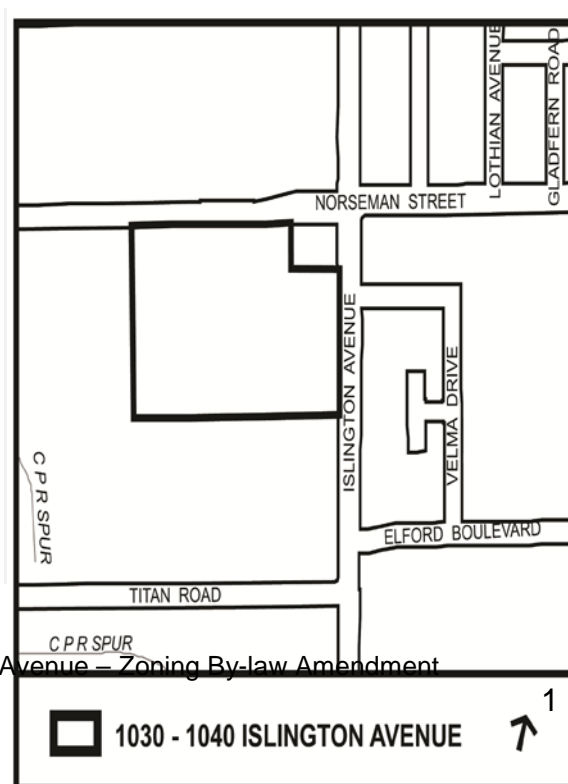 LOTHIAN AVENUE
GLADFERN ROAD
NORSEMAN STREET
ISLINGTON AVENUE
VELMA DRIVE
C P R SPUR
ELFORD BOULEVARD
TITAN ROAD
C P R SPUR
Avenue – Zoning By-law Amendment
1
1030 - 1040 ISLINGTON AVENUE